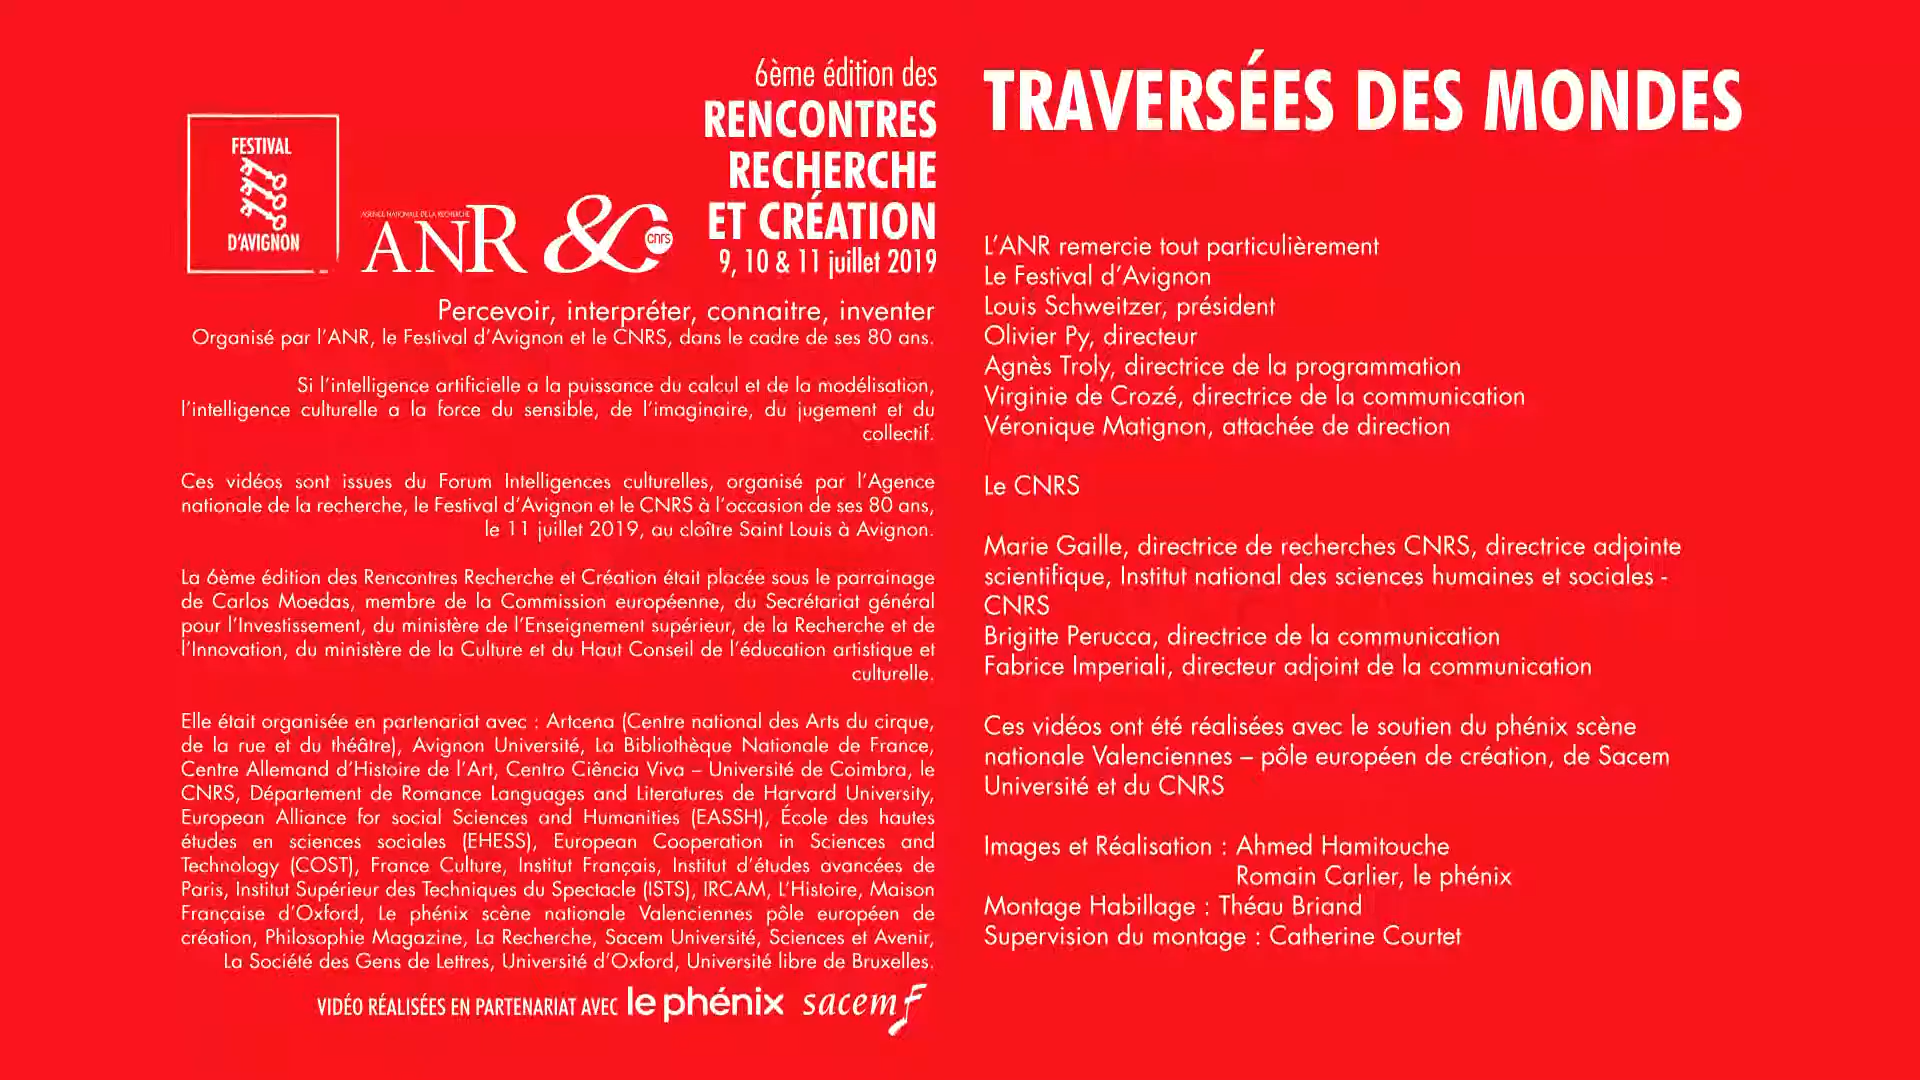 FESTIVAL
D'AVIGNON
AGENCE NATIONALE DE LA RECHERCHE
ANR
&
cnrs
6ème édition des
RENCONTRES
RECHERCHE
ET CRÉATION
9, 10 & 11 juillet 2019
Percevoir, interpréter, connaitre, inventer
Organisé par l'ANR, le Festival d'Avignon et le CNRS, dans le cadre de ses 80 ans.
Si l'intelligence artificielle a la puissance du calcul et de la modélisation,
l'intelligence culturelle a la force du sensible, de l'imaginaire, du jugement et du
collectif.
Ces vidéos sont issues du Forum Intelligences culturelles, organisé par l'Agence
nationale de la recherche, le Festival d'Avignon et le CNRS à l'occasion de ses 80 ans,
le 11 juillet 2019, au cloître Saint Louis à Avignon.
La 6ème édition des Rencontres Recherche et Création était placée sous le parrainage
de Carlos Moedas, membre de la Commission européenne, du Secrétariat général
pour l'Investissement, du ministère de l'Enseignement supérieur, de la Recherche et de
l'Innovation, du ministère de la Culture et du Haut Conseil de l'éducation artistique et
culturelle.
Elle était organisée en partenariat avec : Artcena (Centre national des Arts du cirque,
de la rue et du théâtre), Avignon Université, La Bibliothèque Nationale de France,
Centre Allemand d'Histoire de l'Art, Centro Ciência Viva – Université de Coimbra, le
CNRS, Département de Romance Languages and Literatures de Harvard University,
European Alliance for social Sciences and Humanities (EASSH), École des hautes
études en sciences sociales (EHESS), European Cooperation in Sciences and
Technology (COST), France Culture, Institut Français, Institut d'études avancées de
Paris, Institut Supérieur des Techniques du Spectacle (ISTS), IRCAM, L'Histoire, Maison
Française d'Oxford, Le phénix scène nationale Valenciennes pôle européen de
création, Philosophie Magazine, La Recherche, Sacem Université, Sciences et Avenir,
La Société des Gens de Lettres, Université d'Oxford, Université libre de Bruxelles.
VIDÉO RÉALISÉES EN PARTENARIAT AVEC le phénix sacem
TRAVERSÉES DES MONDES
L'ANR remercie tout particulièrement
Le Festival d'Avignon
Louis Schweitzer, président
Olivier Py, directeur
Agnès Troly, directrice de la programmation
Virginie de Crozé, directrice de la communication
Véronique Matignon, attachée de direction
Le CNRS
Marie Gaille, directrice de recherches CNRS, directrice adjointe
scientifique, Institut national des sciences humaines et sociales -
CNRS
Brigitte Perucca, directrice de la communication
Fabrice Imperiali, directeur adjoint de la communication
Ces vidéos ont été réalisées avec le soutien du phénix scène
nationale Valenciennes – pôle européen de création, de Sacem
Université et du CNRS
Images et Réalisation : Ahmed Hamitouche
Romain Carlier, le phénix
Montage Habillage : Théau Briand
Supervision du montage : Catherine Courtet